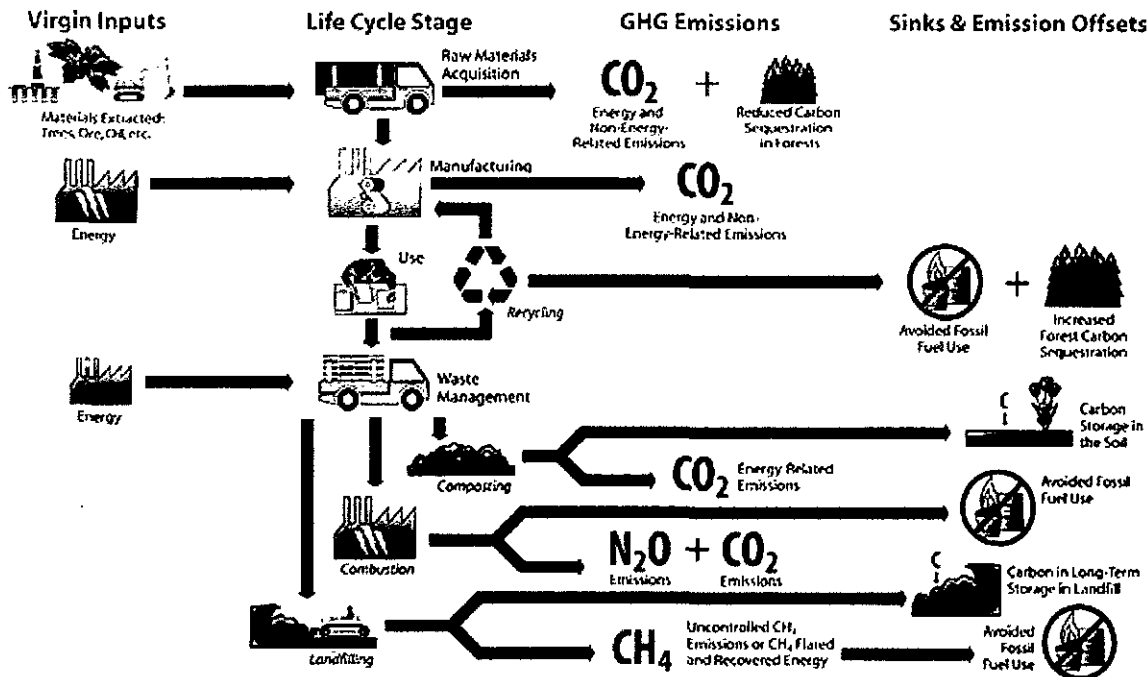 Virgin Inputs
Life Cycle Stage
GHG Emissions
Sinks & Emission Offsets
Materials Extracted:
Trees, Ore, Oil, etc.
Raw Materials
Acquisition
CO2
+
Energy and
Non-Energy-
Related Emissions
Reduced Carbon
Sequestration
in Forests
Energy
Manufacturing
CO2
Energy and Non-
Energy-Related Emissions
Use
Recycling
+
Avoided Fossil
Fuel Use
Increased
Forest Carbon
Sequestration
Energy
Waste
Management
Composting
CO2
Energy Related
Emissions
C
Carbon
Storage in
the Soil
Combustion
N2O + CO2
Emissions
Emissions
Avoided Fossil
Fuel Use
Landfilling
C
Carbon in Long-Term
Storage in Landfill
CH4
Uncontrolled CH4
Emissions or CH4 Flared
and Recovered Energy
Avoided
Fossil
Fuel Use